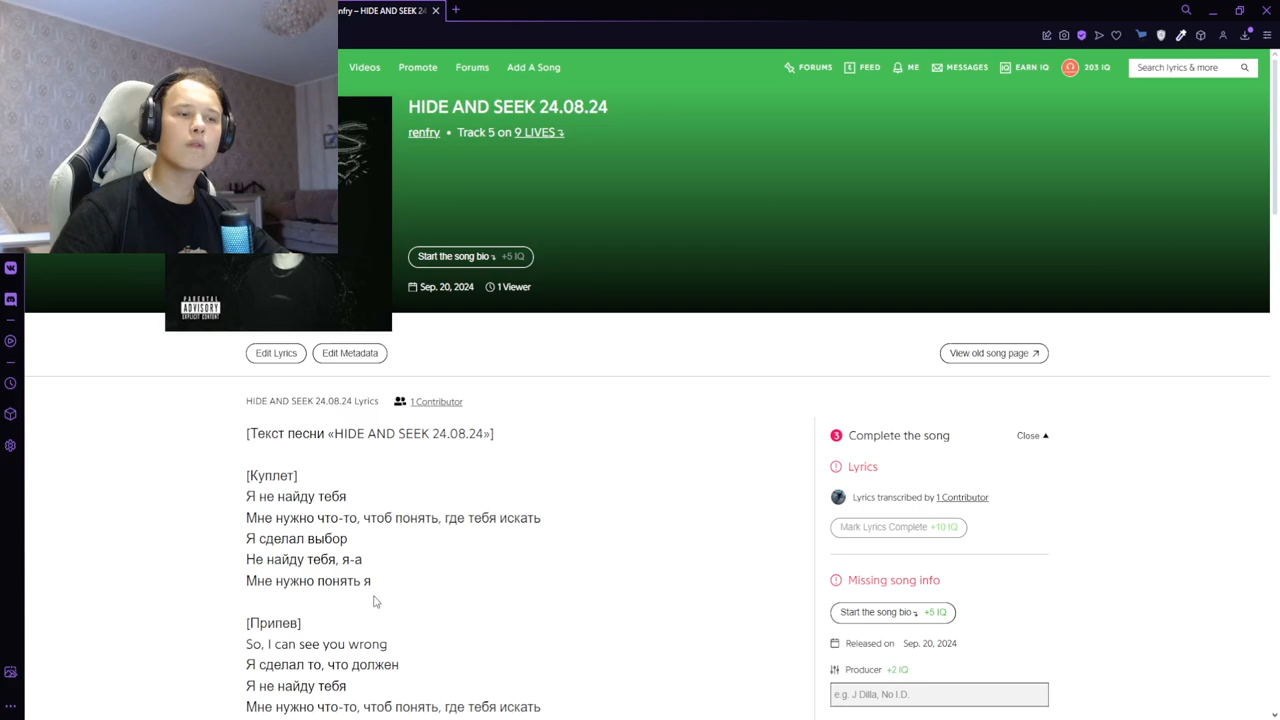 nfry – HIDE AND SEEK 24
Videos
Promote
Forums
Add A Song
FORUMS
FEED
ME
MESSAGES
EARN IQ
203 IQ
Search lyrics & more
HIDE AND SEEK 24.08.24
renfry • Track 5 on 9 LIVES
Start the song bio +5 IQ
Sep. 20, 2024
1 Viewer
PARENTAL
ADVISORY
EXPLICIT CONTENT
Edit Lyrics
Edit Metadata
View old song page
HIDE AND SEEK 24.08.24 Lyrics
1 Contributor
[Текст песни «HIDE AND SEEK 24.08.24»]
[Куплет]
Я не найду тебя
Мне нужно что-то, чтоб понять, где тебя искать
Я сделал выбор
Не найду тебя, я-а
Мне нужно понять я
[Припев]
So, I can see you wrong
Я сделал то, что должен
Я не найду тебя
Мне нужно что-то, чтоб понять, где тебя искать
3 Complete the song
Close
Lyrics
Lyrics transcribed by 1 Contributor
Mark Lyrics Complete +10 IQ
Missing song info
Start the song bio +5 IQ
Released on Sep. 20, 2024
Producer +2 IQ
e.g. J Dilla, No I.D.